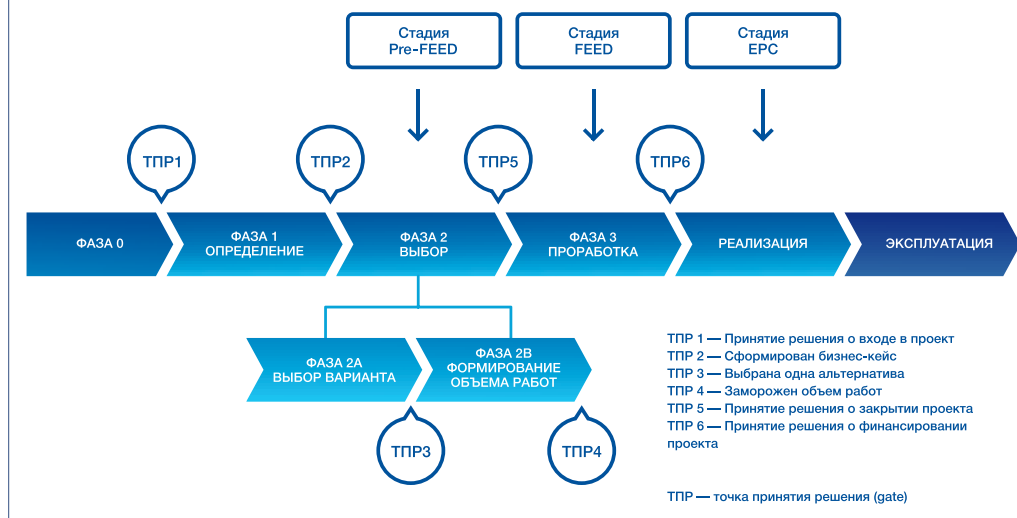 Стадия
Pre-FEED
Стадия
FEED
Стадия
EPC
ТПР1
ТПР2
ТПР5
ТПР6
ФАЗА 0
ФАЗА 1
ОПРЕДЕЛЕНИЕ
ФАЗА 2
ВЫБОР
ФАЗА 3
ПРОРАБОТКА
РЕАЛИЗАЦИЯ
ЭКСПЛУАТАЦИЯ
ФАЗА 2А
ВЫБОР ВАРИАНТА
ФАЗА 2В
ФОРМИРОВАНИЕ
ОБЪЕМА РАБОТ
ТПР3
ТПР4
ТПР 1 — Принятие решения о входе в проект
ТПР 2 — Сформирован бизнес-кейс
ТПР 3 — Выбрана одна альтернатива
ТПР 4 — Заморожен объем работ
ТПР 5 — Принятие решения о закрытии проекта
ТПР 6 — Принятие решения о финансировании
проекта
ТПР — точка принятия решения (gate)